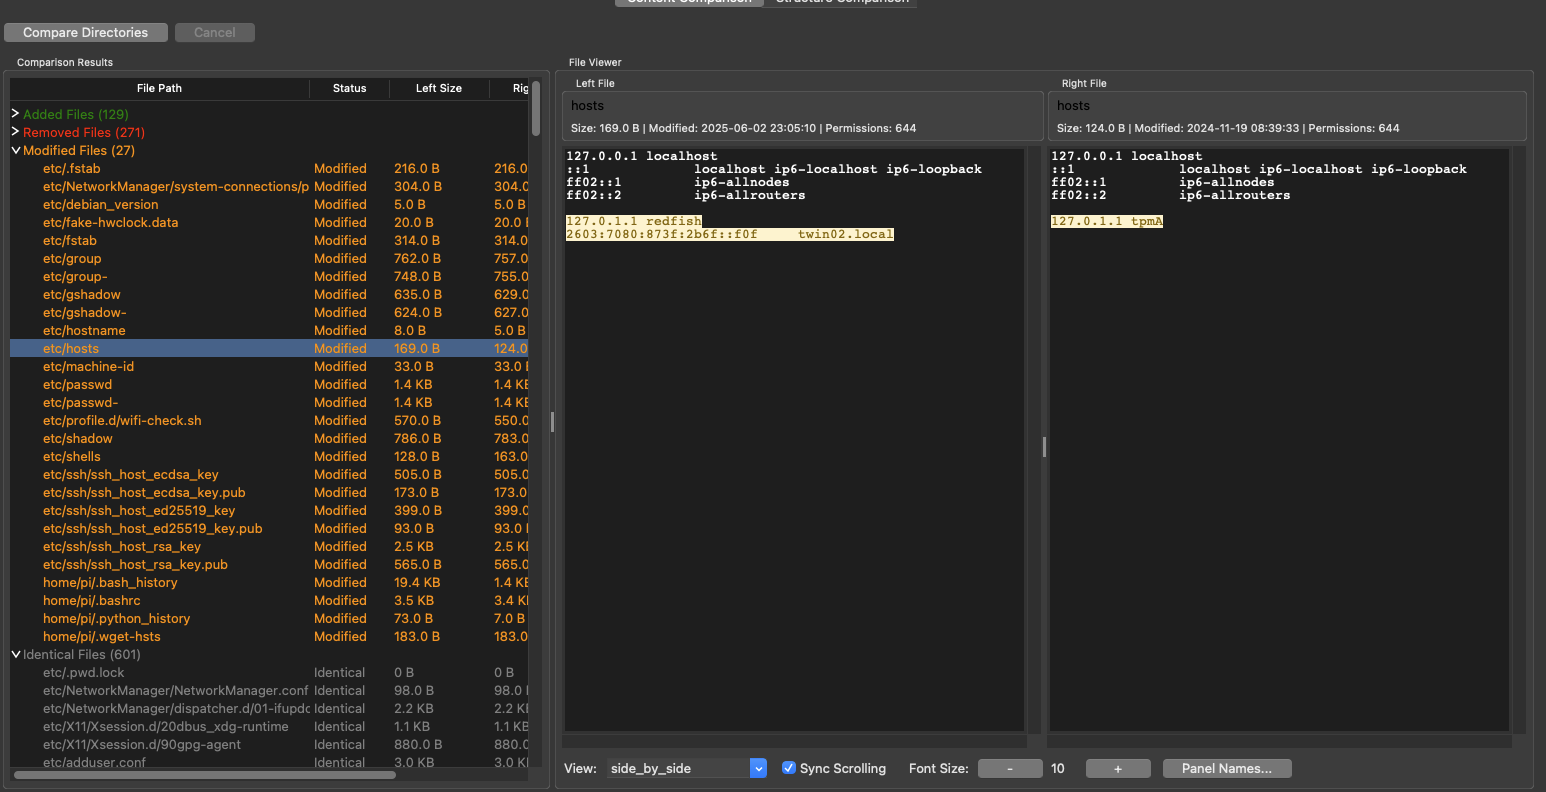 Content Comparison Structure Comparison
Compare Directories Cancel
Comparison Results
File Path Status Left Size Rig
Added Files (129)
Removed Files (271)
Modified Files (27)
etc/.fstab Modified 216.0 B 216.0
etc/NetworkManager/system-connections/p Modified 304.0 B 304.0
etc/debian_version Modified 5.0 B 5.0 B
etc/fake-hwclock.data Modified 20.0 B 20.0
etc/fstab Modified 314.0 B 314.0
etc/group Modified 762.0 B 757.0
etc/group- Modified 748.0 B 755.0
etc/gshadow Modified 635.0 B 629.0
etc/gshadow- Modified 624.0 B 627.0
etc/hostname Modified 8.0 B 5.0 B
etc/hosts Modified 169.0 B 124.0
etc/machine-id Modified 33.0 B 33.0
etc/passwd Modified 1.4 KB 1.4 KB
etc/passwd- Modified 1.4 KB 1.4 KB
etc/profile.d/wifi-check.sh Modified 570.0 B 550.0
etc/shadow Modified 786.0 B 783.0
etc/shells Modified 128.0 B 163.0
etc/ssh/ssh_host_ecdsa_key Modified 505.0 B 505.0
etc/ssh/ssh_host_ecdsa_key.pub Modified 173.0 B 173.0
etc/ssh/ssh_host_ed25519_key Modified 399.0 B 399.0
etc/ssh/ssh_host_ed25519_key.pub Modified 93.0 B 93.0
etc/ssh/ssh_host_rsa_key Modified 2.5 KB 2.5 KB
etc/ssh/ssh_host_rsa_key.pub Modified 565.0 B 565.0
home/pi/.bash_history Modified 19.4 KB 1.4 KB
home/pi/.bashrc Modified 3.5 KB 3.4 KB
home/pi/.python_history Modified 73.0 B 7.0 B
home/pi/.wget-hsts Modified 183.0 B 183.0
Identical Files (601)
etc/.pwd.lock Identical 0 B 0 B
etc/NetworkManager/NetworkManager.conf Identical 98.0 B 98.0
etc/NetworkManager/dispatcher.d/01-ifupdo Identical 2.2 KB 2.2 KB
etc/X11/Xsession.d/20dbus_xdg-runtime Identical 1.1 KB 1.1 KB
etc/X11/Xsession.d/90gpg-agent Identical 880.0 B 880.0
etc/adduser.conf Identical 3.0 KB 3.0 KB
File Viewer
Left File
hosts
Size: 169.0 B | Modified: 2025-06-02 23:05:10 | Permissions: 644
127.0.0.1 localhost
::1 localhost ip6-localhost ip6-loopback
ff02::1 ip6-allnodes
ff02::2 ip6-allrouters
127.0.1.1 redfish
2603:7080:873f:2b6f::f0f twin02.local
Right File
hosts
Size: 124.0 B | Modified: 2024-11-19 08:39:33 | Permissions: 644
127.0.0.1 localhost
::1 localhost ip6-localhost ip6-loopback
ff02::1 ip6-allnodes
ff02::2 ip6-allrouters
127.0.1.1 tpmA
View: side_by_side Sync Scrolling Font Size: - 10 + Panel Names...